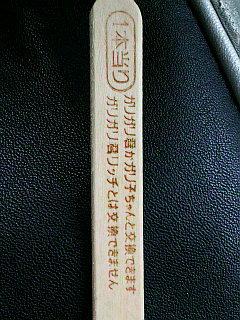 1本当り
ガリガリ君かガリ子ちゃんと交換できます
ガリガリ君リッチとは交換できません